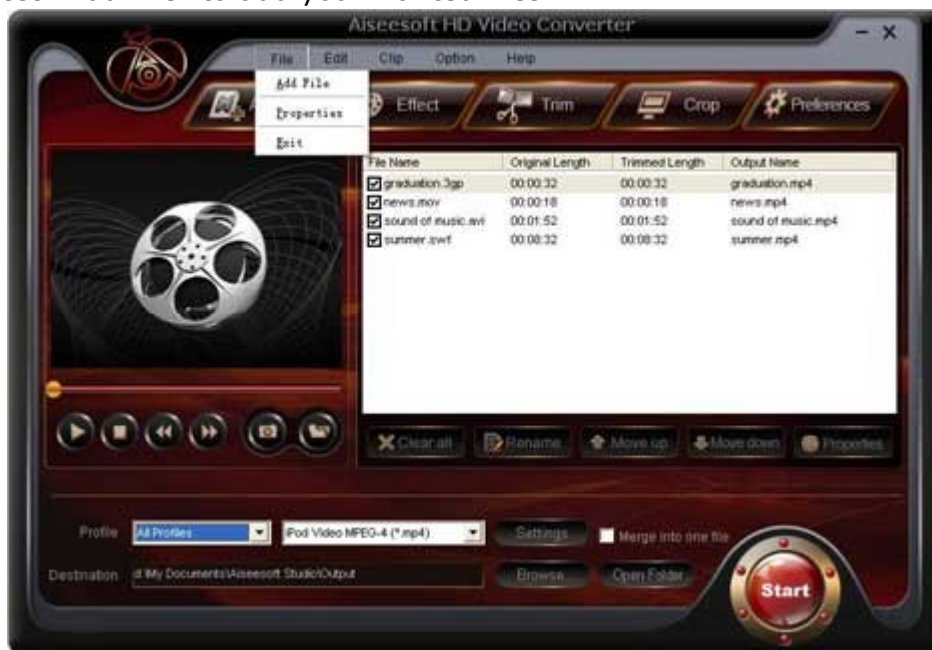 Aiseesoft HD Video Converter
File Edit Clip Option Help
Add File
Properties
Exit
Effect Trim Crop Preferences
File Name Original Length Trimmed Length Output Name
graduation.3gp 00:00:32 00:00:32 graduation.mp4
news.mov 00:00:18 00:00:18 news.mp4
sound of music.avi 00:01:52 00:01:52 sound of music.mp4
summer.swf 00:08:32 00:08:32 summer.mp4
Clear all Rename Move up Move down Properties
Profile All Profiles iPod Video MPEG-4 (*.mp4) Settings Merge into one file
Destination d:\My Documents\Aiseesoft Studio\Output Browse Open Folder
Start